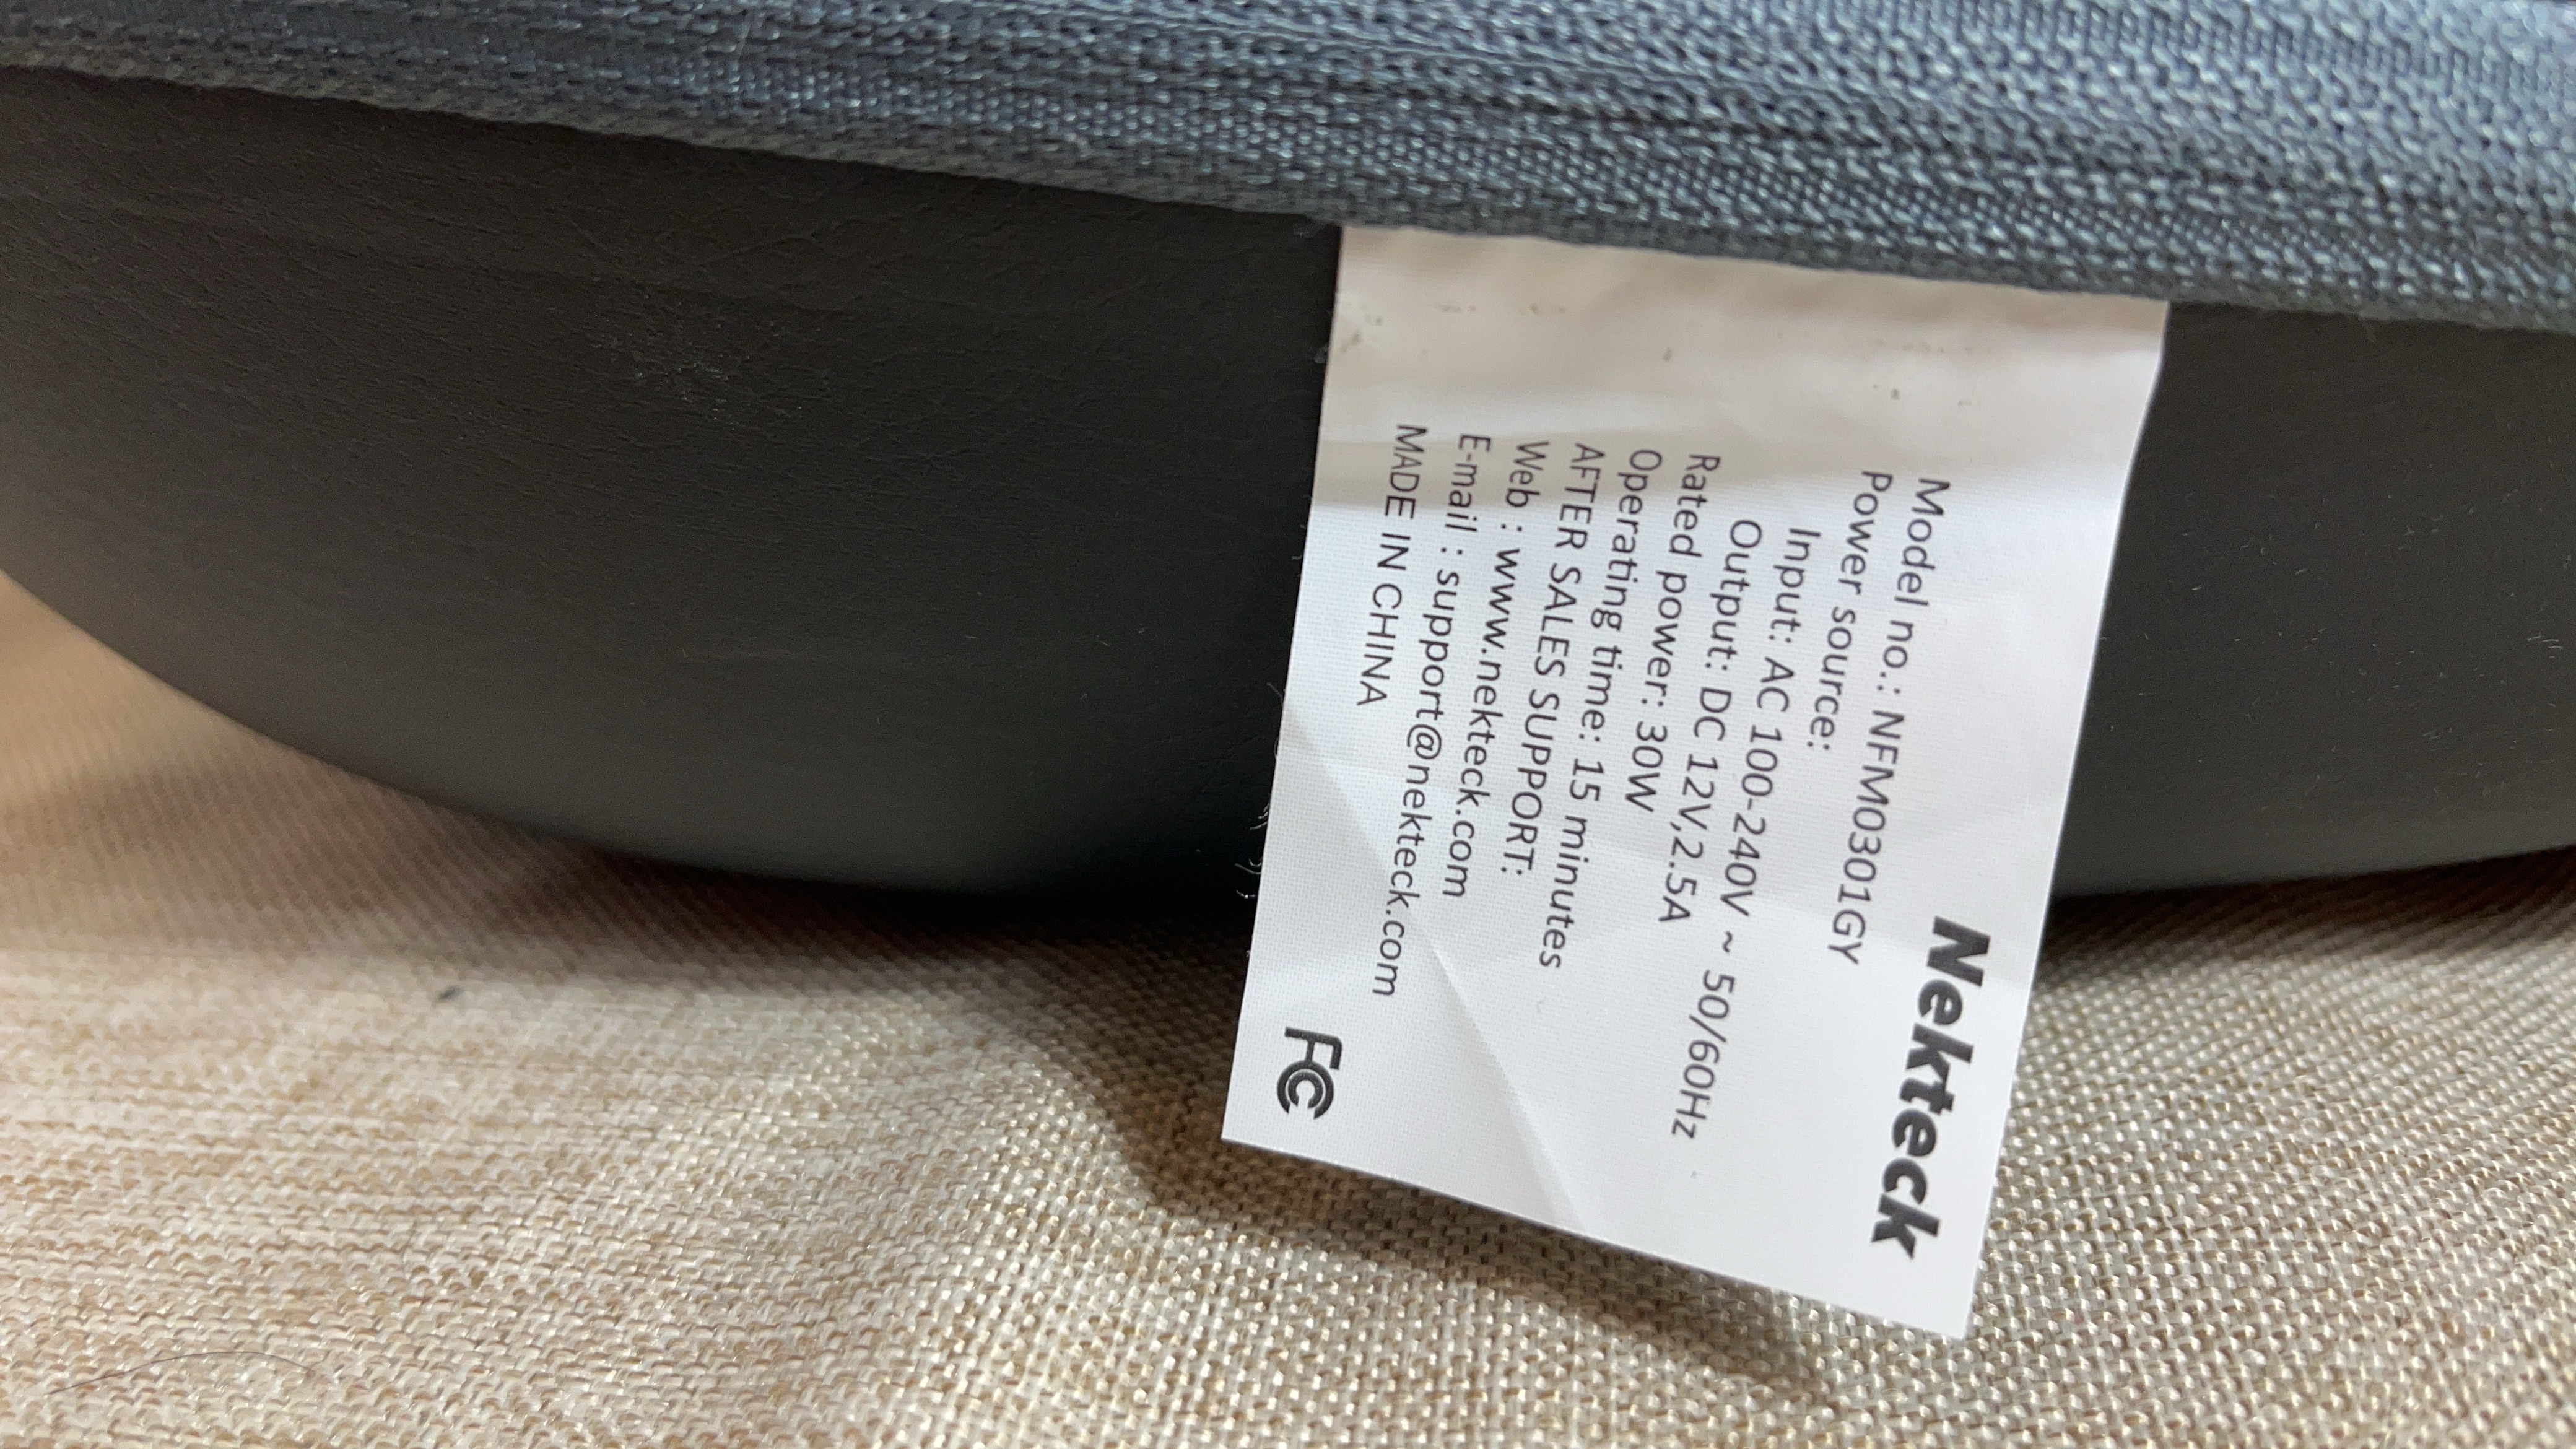 Nekteck
Model no.: NFM0301GY
Power source:
Input: AC 100-240V ~ 50/60Hz
Output: DC 12V,2.5A
Rated power: 30W
Operating time: 15 minutes
AFTER SALES SUPPORT:
Web : www.nekteck.com
E-mail : support@nekteck.com
MADE IN CHINA
FC